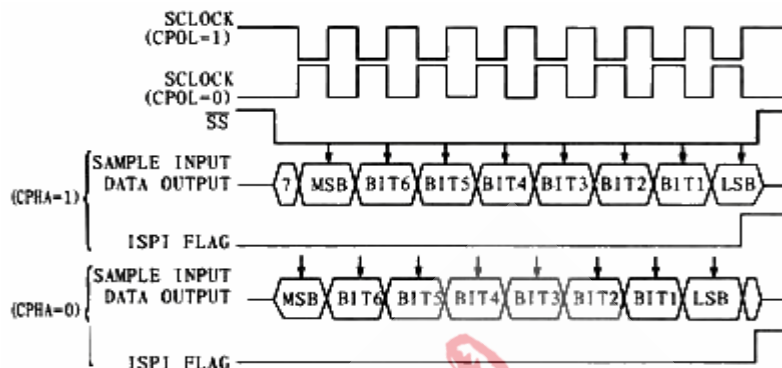 SCLOCK
(CPOL=1)
SCLOCK
(CPOL=0)
SS
(CPHA=1)
SAMPLE INPUT
DATA OUTPUT
? MSB BIT6 BIT5 BIT4 BIT3 BIT2 BIT1 LSB
ISPI FLAG
(CPHA=0)
SAMPLE INPUT
DATA OUTPUT
MSB BIT6 BIT5 BIT4 BIT3 BIT2 BIT1 LSB
ISPI FLAG